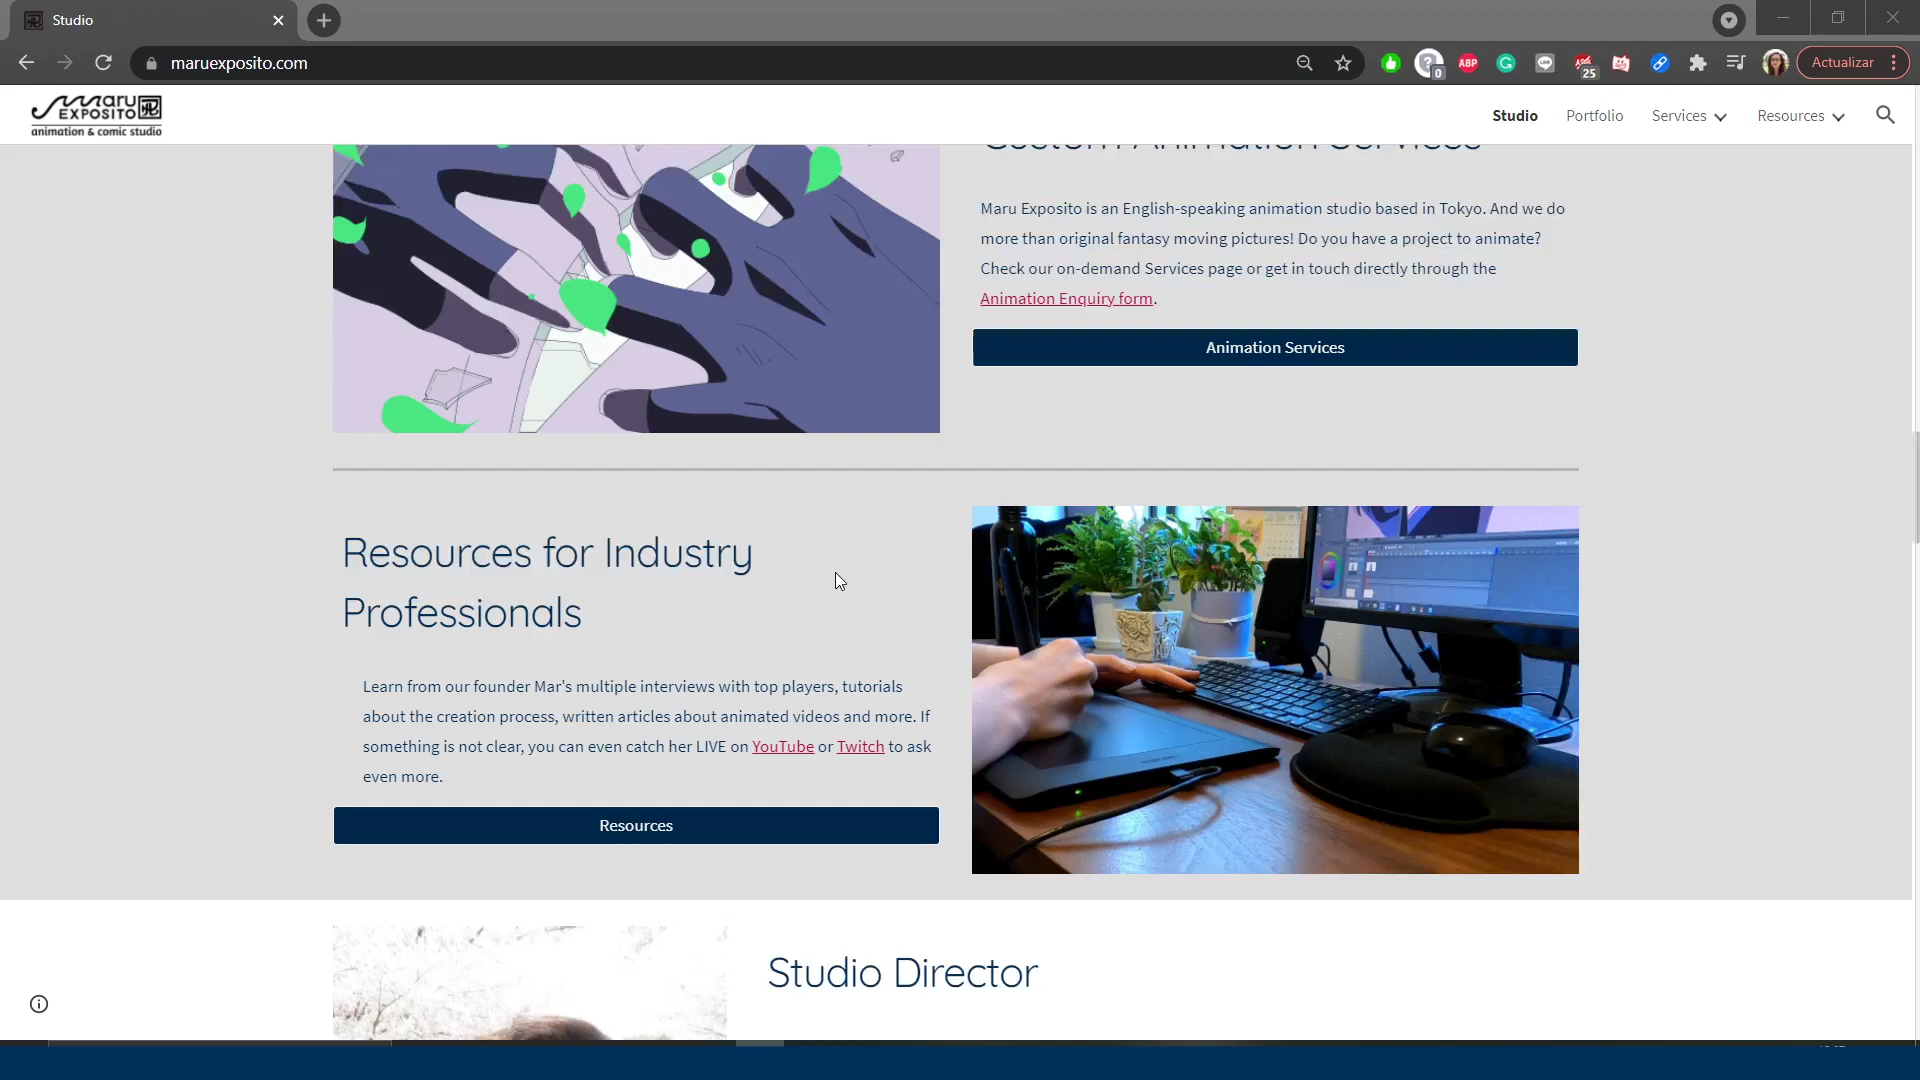 Studio
maruexposito.com
ABP
0
25
Actualizar
Maru
EXPOSITO
animation & comic studio
Studio
Portfolio
Services
Resources
Custom Animation Services
Maru Exposito is an English-speaking animation studio based in Tokyo. And we do
more than original fantasy moving pictures! Do you have a project to animate?
Check our on-demand Services page or get in touch directly through the
Animation Enquiry form.
Animation Services
Resources for Industry
Professionals
Learn from our founder Mar's multiple interviews with top players, tutorials
about the creation process, written articles about animated videos and more. If
something is not clear, you can even catch her LIVE on YouTube or Twitch to ask
even more.
Resources
Studio Director